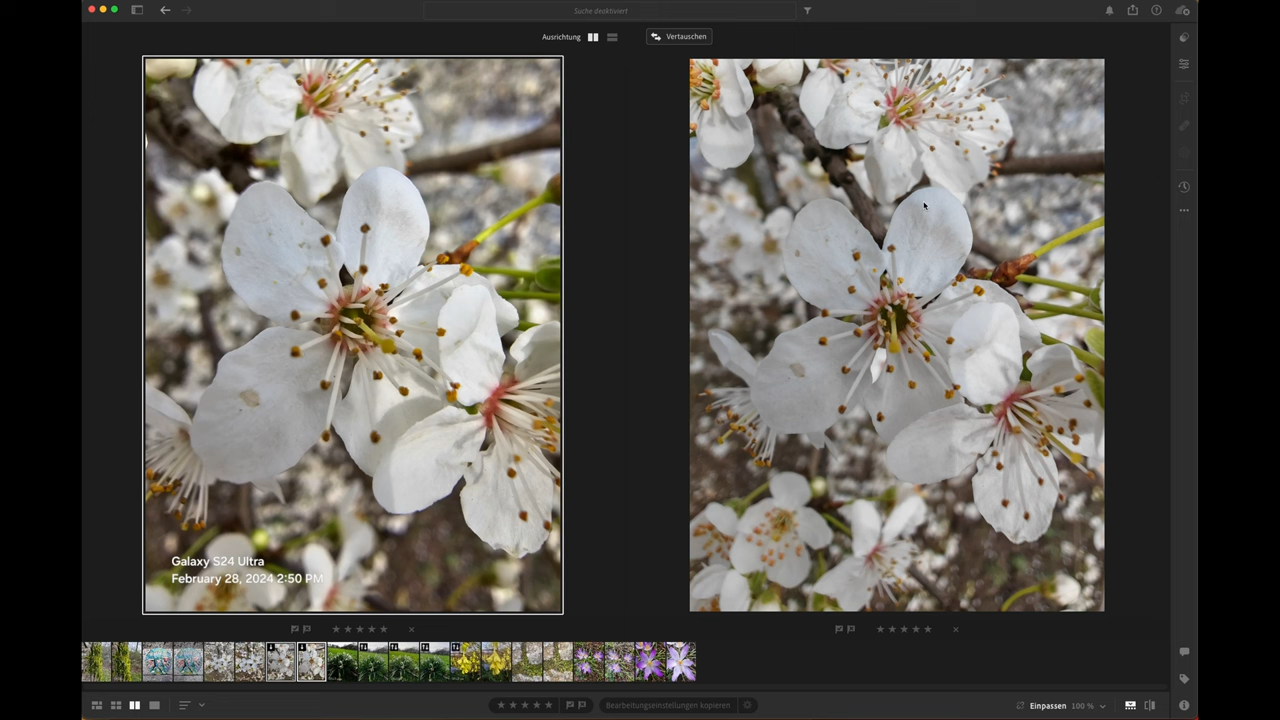 Suche deaktiviert
Ausrichtung
Vertauschen
Galaxy S24 Ultra
February 28, 2024 2:50 PM
Bearbeitungseinstellungen kopieren
Einpassen 100 %